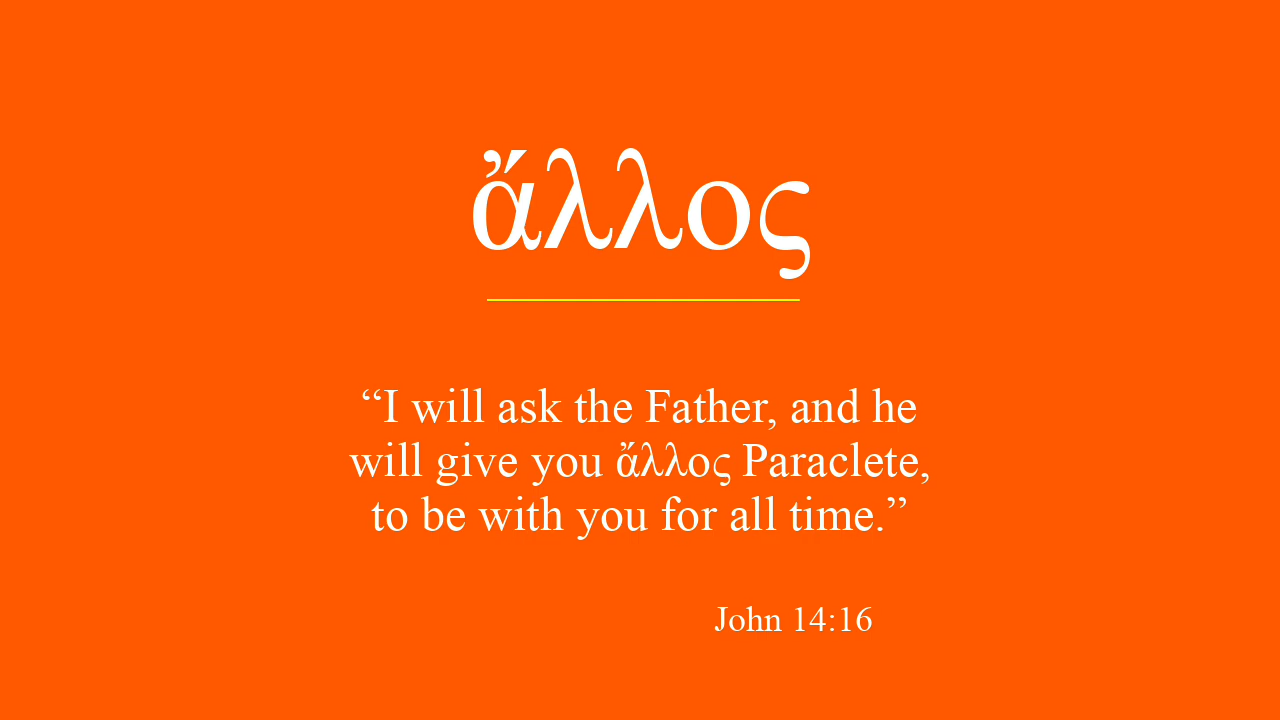 ἄλλος
“I will ask the Father, and he
will give you ἄλλος Paraclete,
to be with you for all time.”
John 14:16